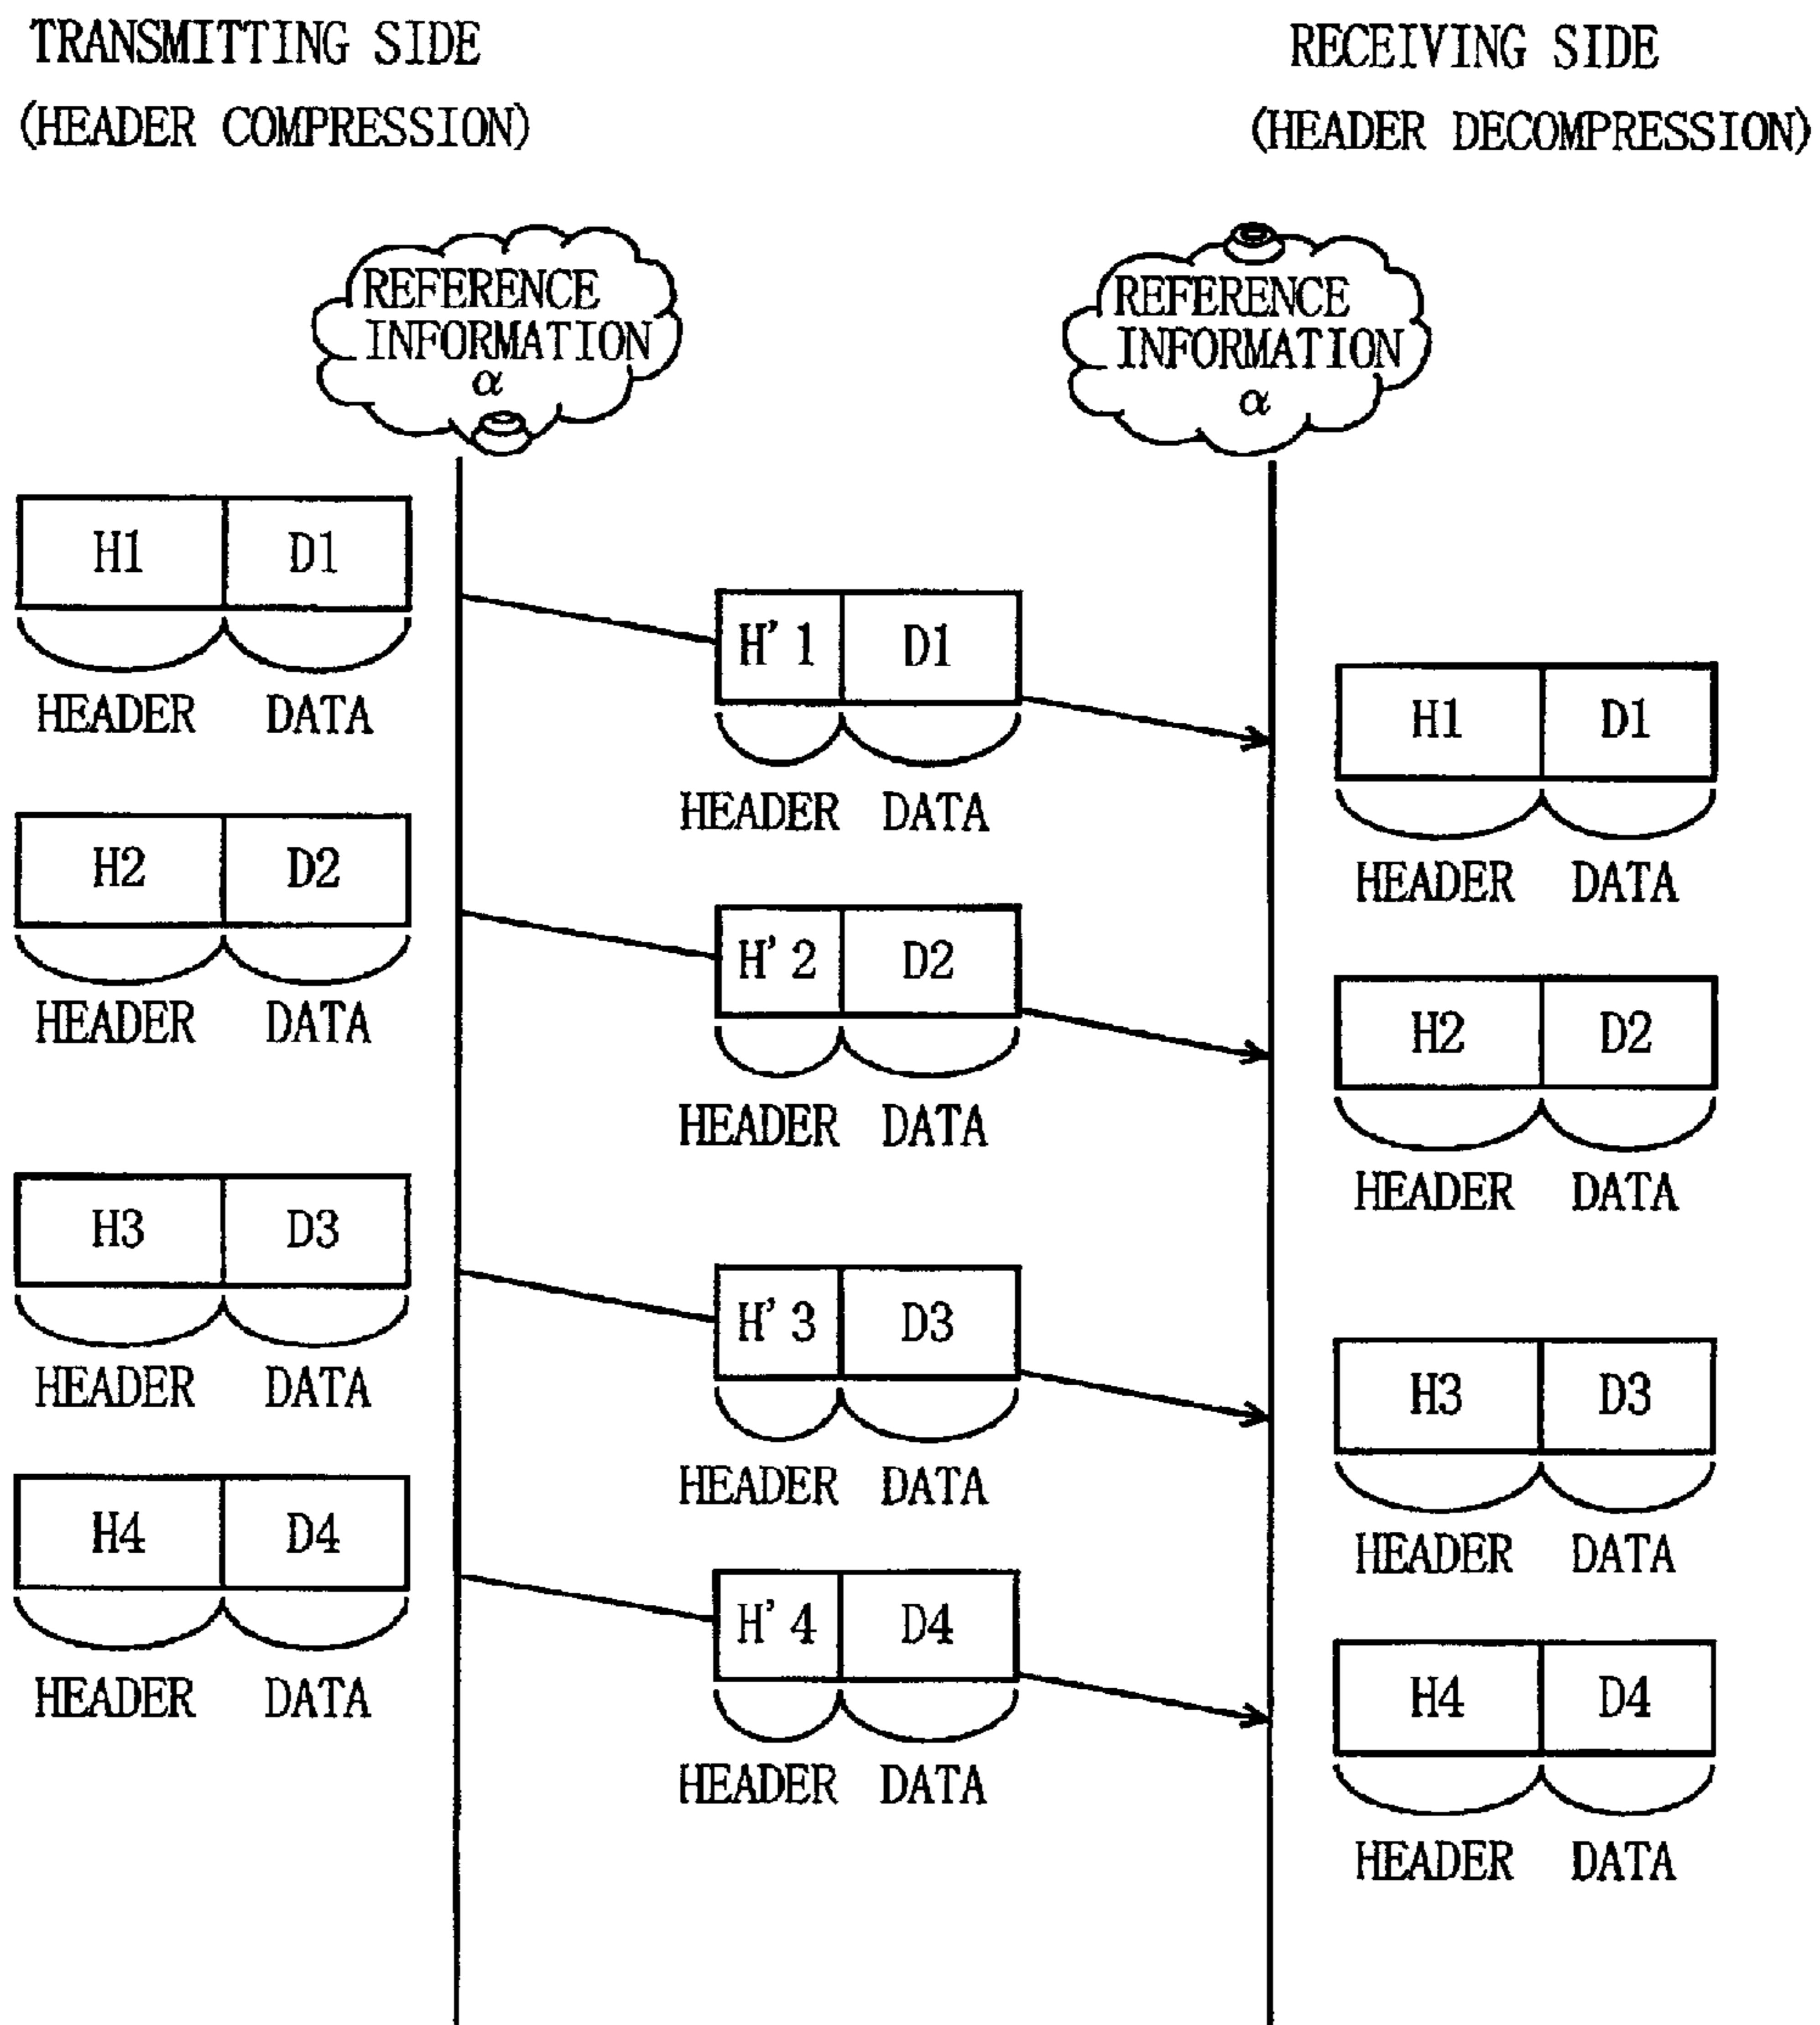 TRANSMITTING SIDE
(HEADER COMPRESSION)
RECEIVING SIDE
(HEADER DECOMPRESSION)
REFERENCE
INFORMATION
α
REFERENCE
INFORMATION
α
H1 D1
HEADER DATA
H'1 D1
HEADER DATA
H1 D1
HEADER DATA
H2 D2
HEADER DATA
H'2 D2
HEADER DATA
H2 D2
HEADER DATA
H3 D3
HEADER DATA
H'3 D3
HEADER DATA
H3 D3
HEADER DATA
H4 D4
HEADER DATA
H'4 D4
HEADER DATA
H4 D4
HEADER DATA